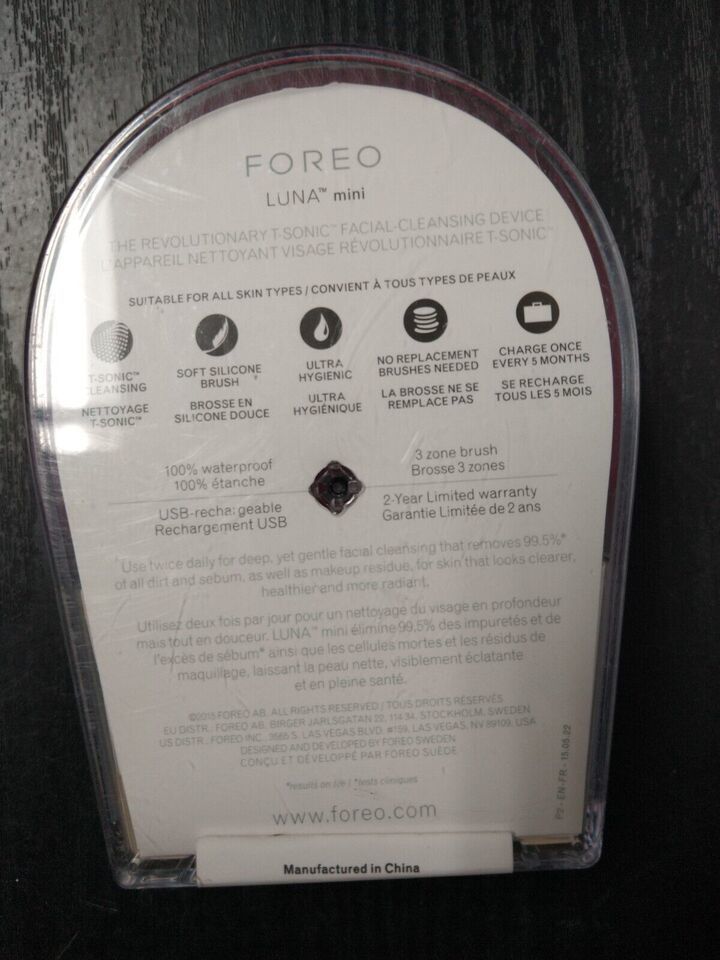 FOREO
LUNA™ mini
THE REVOLUTIONARY T-SONIC™ FACIAL-CLEANSING DEVICE
L'APPAREIL NETTOYANT VISAGE RÉVOLUTIONNAIRE T-SONIC™
SUITABLE FOR ALL SKIN TYPES / CONVIENT À TOUS TYPES DE PEAUX
T-SONIC™
CLEANSING
NETTOYAGE
T-SONIC™
SOFT SILICONE
BRUSH
BROSSE EN
SILICONE DOUCE
ULTRA
HYGIENIC
ULTRA
HYGIÉNIQUE
NO REPLACEMENT
BRUSHES NEEDED
LA BROSSE NE SE
REMPLACE PAS
CHARGE ONCE
EVERY 5 MONTHS
SE RECHARGE
TOUS LES 5 MOIS
100% waterproof
100% étanche
3 zone brush
Brosse 3 zones
USB-rechargeable
Rechargement USB
2-Year Limited warranty
Garantie Limitée de 2 ans
Use twice daily for deep, yet gentle facial cleansing that removes 99.5%*
of all dirt and sebum, as well as makeup residue, for skin that looks clearer,
healthier and more radiant.
Utilisez deux fois par jour pour un nettoyage du visage en profondeur
mais tout en douceur. LUNA™ mini élimine 99,5% des impuretés et de
l'excès de sébum* ainsi que les cellules mortes et les résidus de
maquillage, laissant la peau nette, visiblement éclatante
et en pleine santé.
©2015 FOREO AB. ALL RIGHTS RESERVED / TOUS DROITS RÉSERVÉS
EU DISTR.: FOREO AB, BIRGER JARLSGATAN 22, 114 34, STOCKHOLM, SWEDEN
US DISTR.: FOREO INC. 3565 S. LAS VEGAS BLVD. #159, LAS VEGAS, NV 89109, USA
DESIGNED AND DEVELOPED BY FOREO SWEDEN
CONÇU ET DÉVELOPPÉ PAR FOREO SUÈDE
*results on file / *tests cliniques
www.foreo.com
P2 - EN-FR - 15.05.22
Manufactured in China